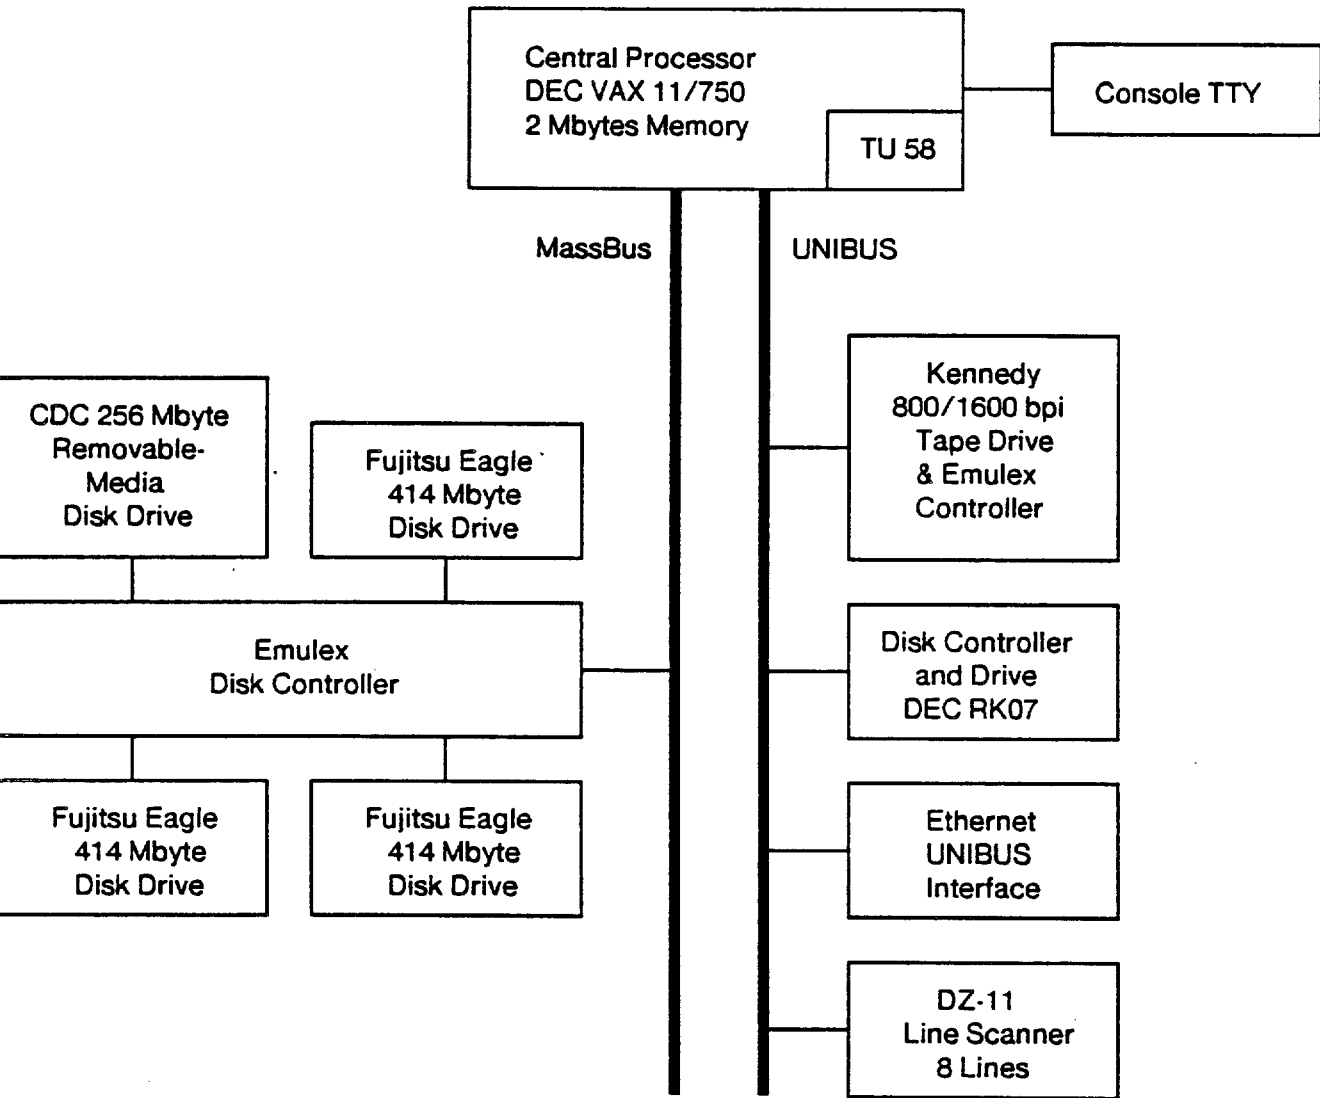 Central Processor
DEC VAX 11/750
2 Mbytes Memory
TU 58
Console TTY
MassBus
UNIBUS
CDC 256 Mbyte
Removable-
Media
Disk Drive
Fujitsu Eagle
414 Mbyte
Disk Drive
Kennedy
800/1600 bpi
Tape Drive
& Emulex
Controller
Emulex
Disk Controller
Disk Controller
and Drive
DEC RK07
Fujitsu Eagle
414 Mbyte
Disk Drive
Fujitsu Eagle
414 Mbyte
Disk Drive
Ethernet
UNIBUS
Interface
DZ-11
Line Scanner
8 Lines